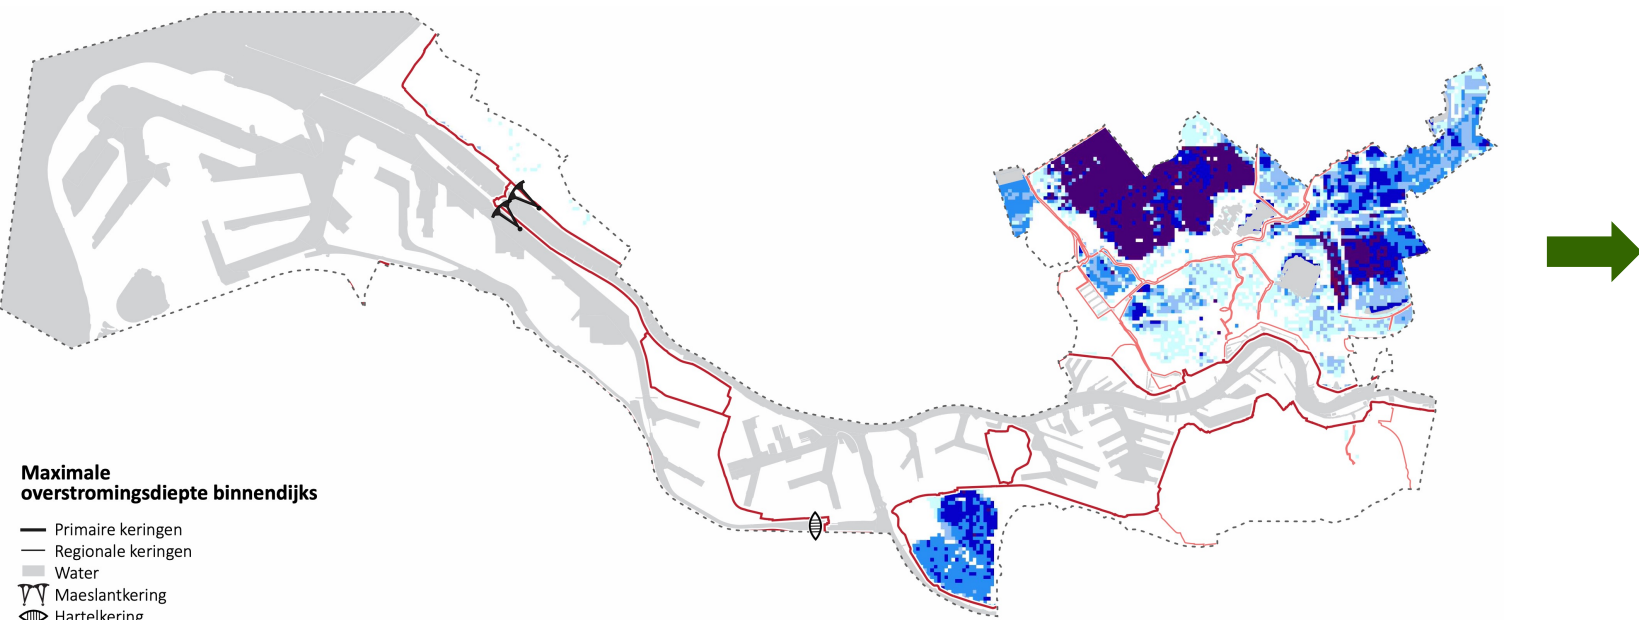 Maximale
overstromingsdiepte binnendijks
Primaire keringen
Regionale keringen
Water
Maeslantkering
Hartelkering